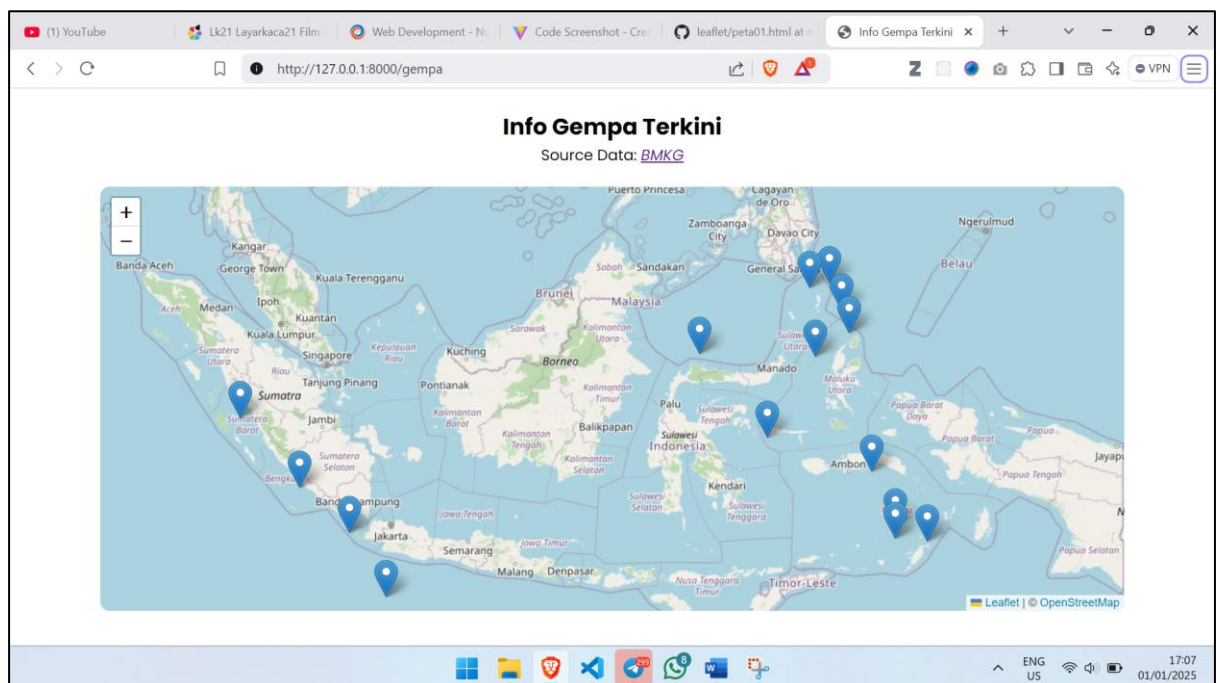 (1) YouTube
Lk21 Layarkaca21 Film
Web Development - Nu
Code Screenshot - Crea
leaflet/peta01.html at
Info Gempa Terkini
http://127.0.0.1:8000/gempa
VPN
Info Gempa Terkini
Source Data: BMKG
+
−
Puerto Princesa
Cagayan de Oro
Zamboanga City
Davao City
Ngerulmud
Banda Aceh
Kangar
George Town
Kuala Terengganu
Sabah
Sandakan
General
Belau
Aceh
Medan
Ipoh
Kuantan
Brunei
Malaysia
Kuala Lumpur
Sarawak
Kalimantan Utara
Sulawesi Utara
Sumatera Utara
Singapore
Kepulauan Riau
Kuching
Borneo
Riau
Tanjung Pinang
Pontianak
Manado
Maluku Utara
Sumatra
Kalimantan Timur
Sumatera Barat
Jambi
Kalimantan Barat
Palu
Sulawesi Tengah
Papua Barat Daya
Balikpapan
Sulawesi
Indonesia
Papua Barat
Papua
Kalimantan Tengah
Sumatera Selatan
Kalimantan Selatan
Ambon
Papua Tengah
Jayap
Kendari
Sulawesi Selatan
Sulawesi Tenggara
Jawa Tengah
Jakarta
Semarang
Jawa Timur
Papua Selatan
Malang
Denpasar
Nusa Tenggara Timur
Timor-Leste
Leaflet | © OpenStreetMap
299
8
ENG
US
17:07
01/01/2025